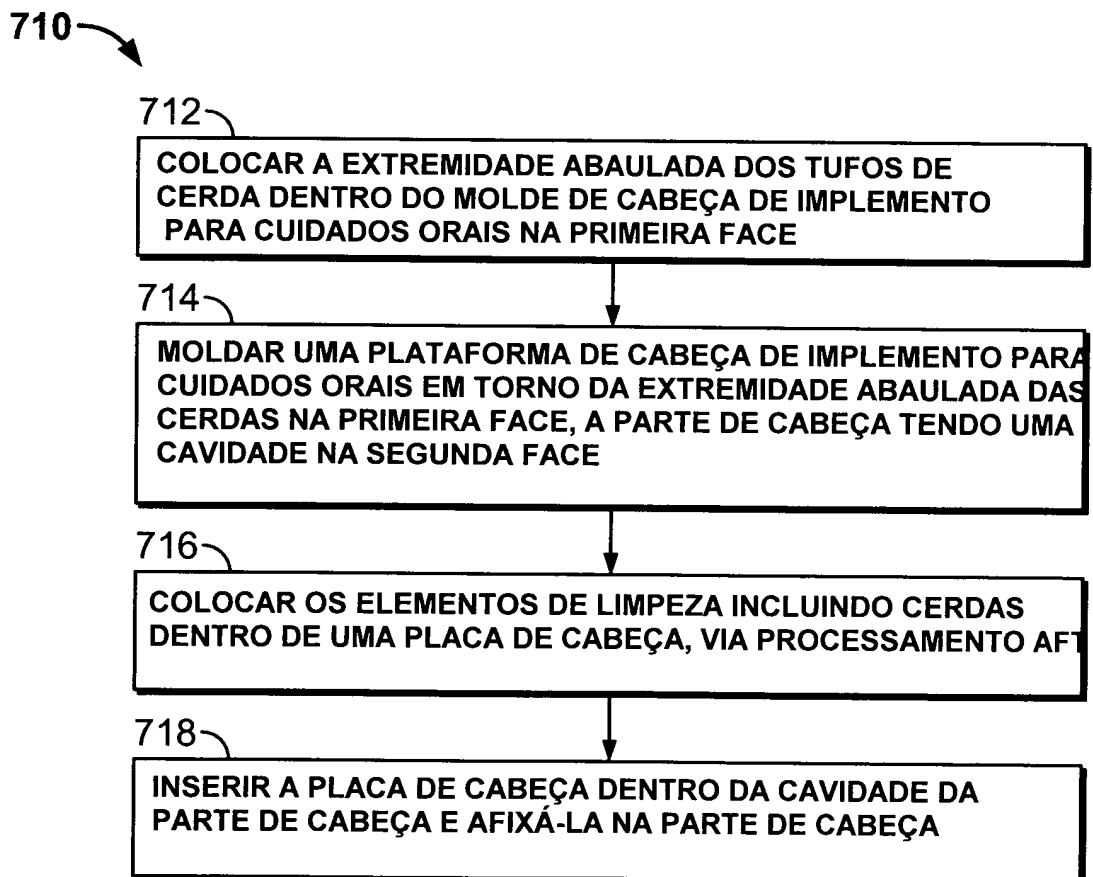 710
712
COLOCAR A EXTREMIDADE ABAULADA DOS TUFOS DE
CERDA DENTRO DO MOLDE DE CABEÇA DE IMPLEMENTO
PARA CUIDADOS ORAIS NA PRIMEIRA FACE
714
MOLDAR UMA PLATAFORMA DE CABEÇA DE IMPLEMENTO PARA
CUIDADOS ORAIS EM TORNO DA EXTREMIDADE ABAULADA DAS
CERDAS NA PRIMEIRA FACE, A PARTE DE CABEÇA TENDO UMA
CAVIDADE NA SEGUNDA FACE
716
COLOCAR OS ELEMENTOS DE LIMPEZA INCLUINDO CERDAS
DENTRO DE UMA PLACA DE CABEÇA, VIA PROCESSAMENTO AFT
718
INSERIR A PLACA DE CABEÇA DENTRO DA CAVIDADE DA
PARTE DE CABEÇA E AFIXÁ-LA NA PARTE DE CABEÇA